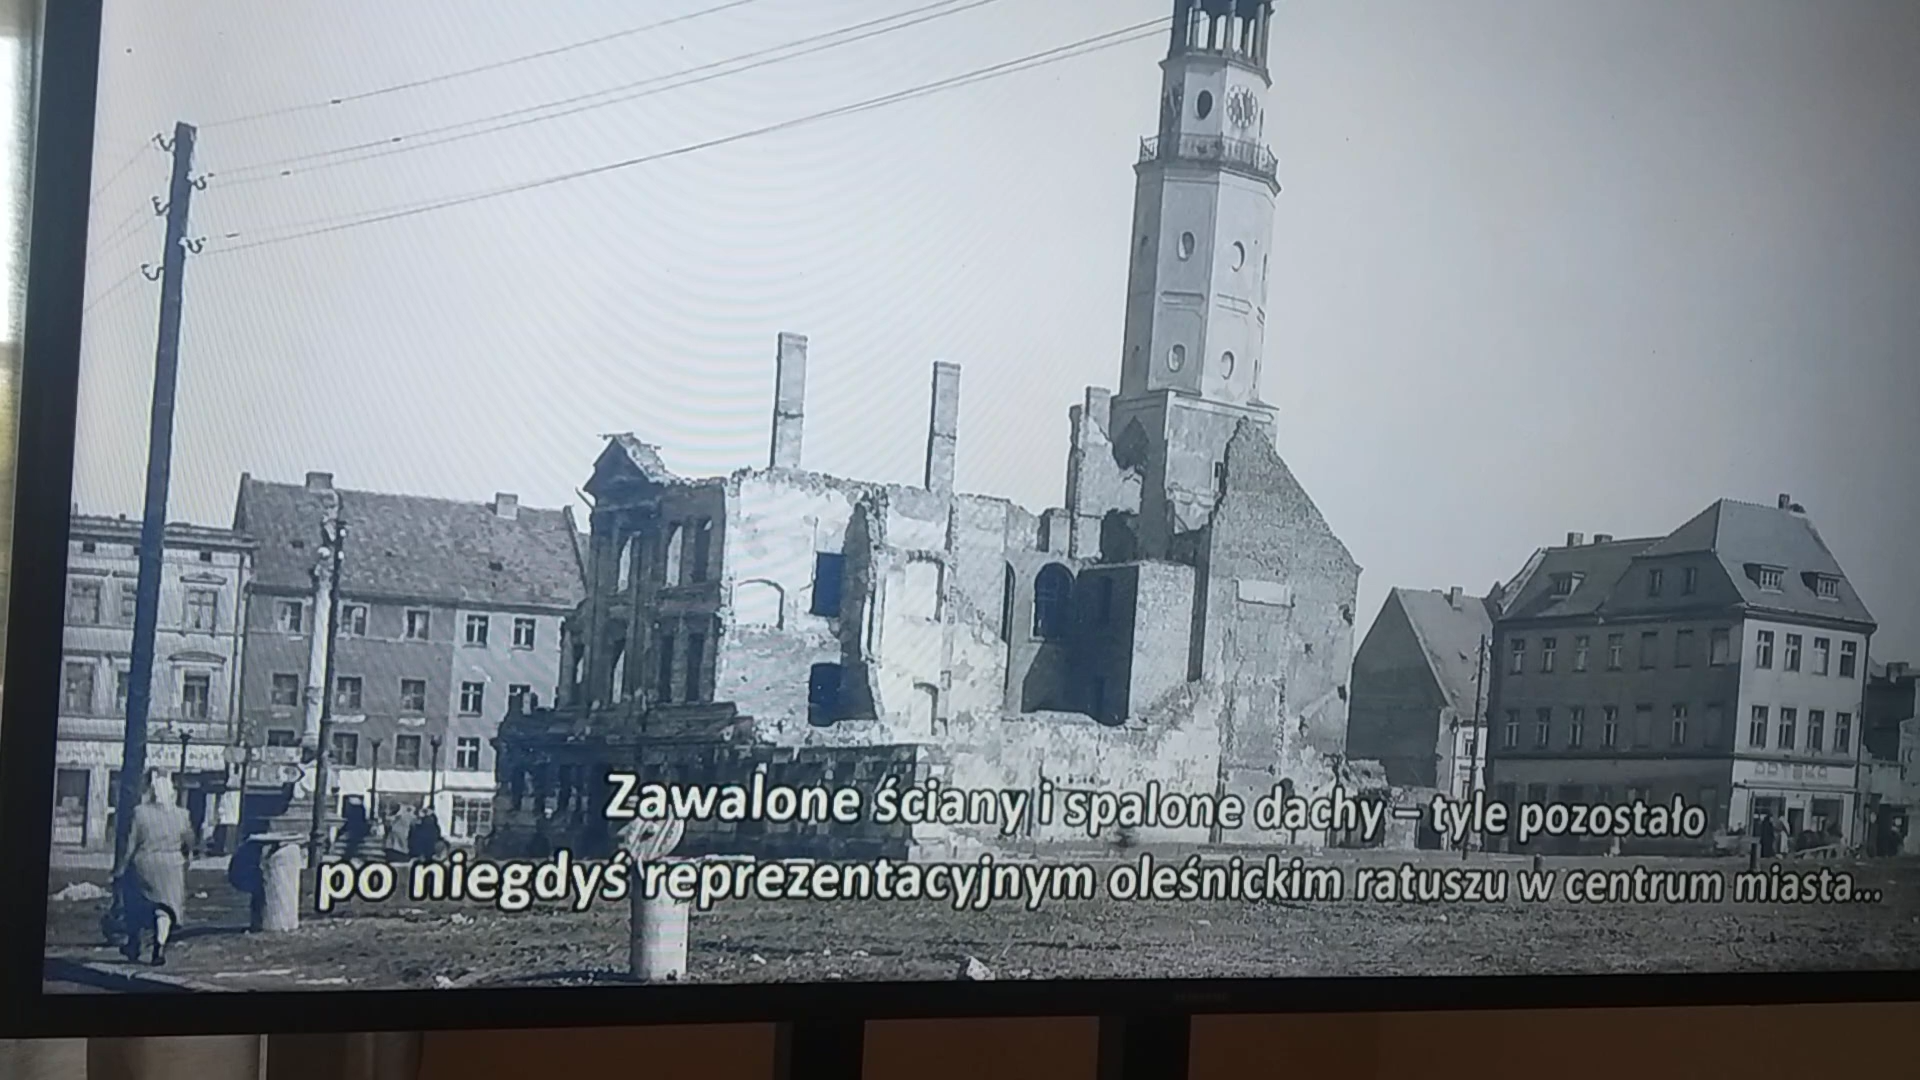 Zawalone ściany i spalone dachy – tyle pozostało
po niegdyś reprezentacyjnym oleśnickim ratuszu w centrum miasta...